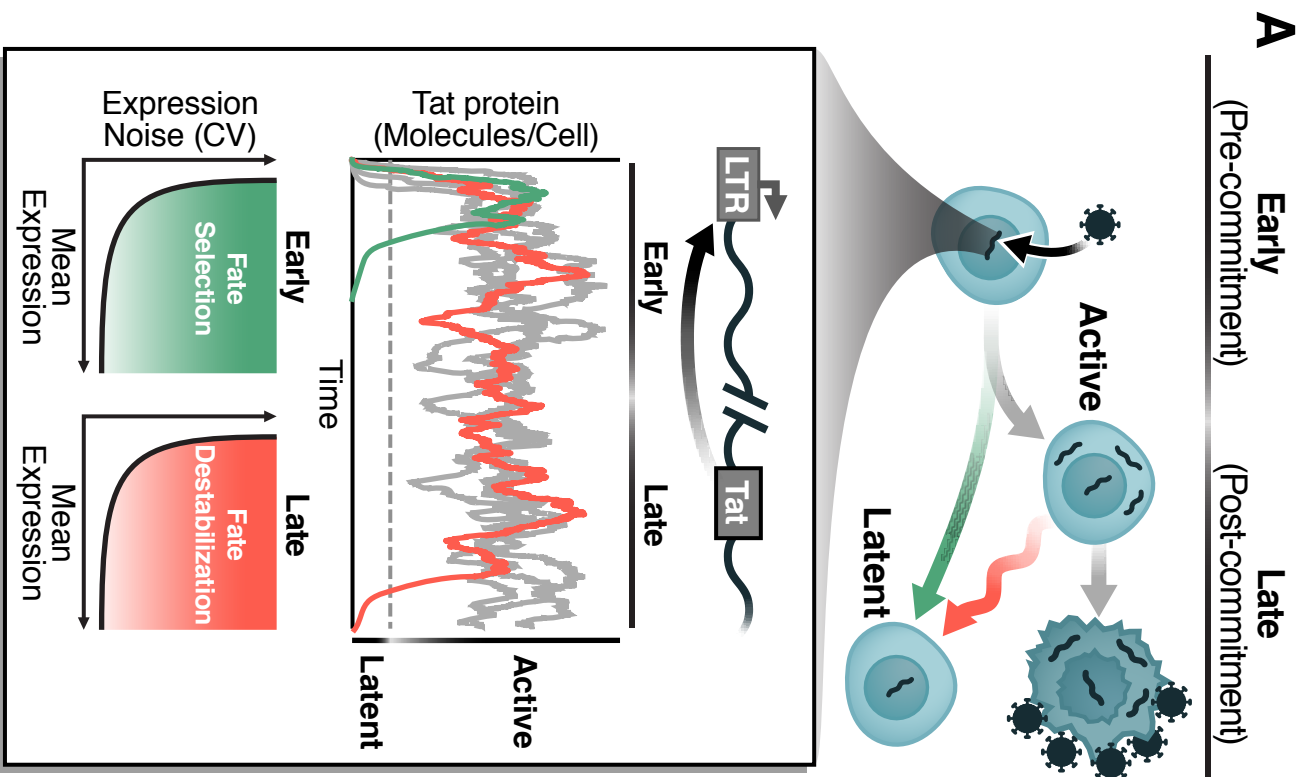 A
Early
(Pre-commitment)
Late
(Post-commitment)
Active
Latent
LTR
Tat
Early
Late
Tat protein
(Molecules/Cell)
Time
Active
Latent
Expression
Noise (CV)
Early
Fate
Selection
Mean
Expression
Late
Fate
Destabilization
Mean
Expression